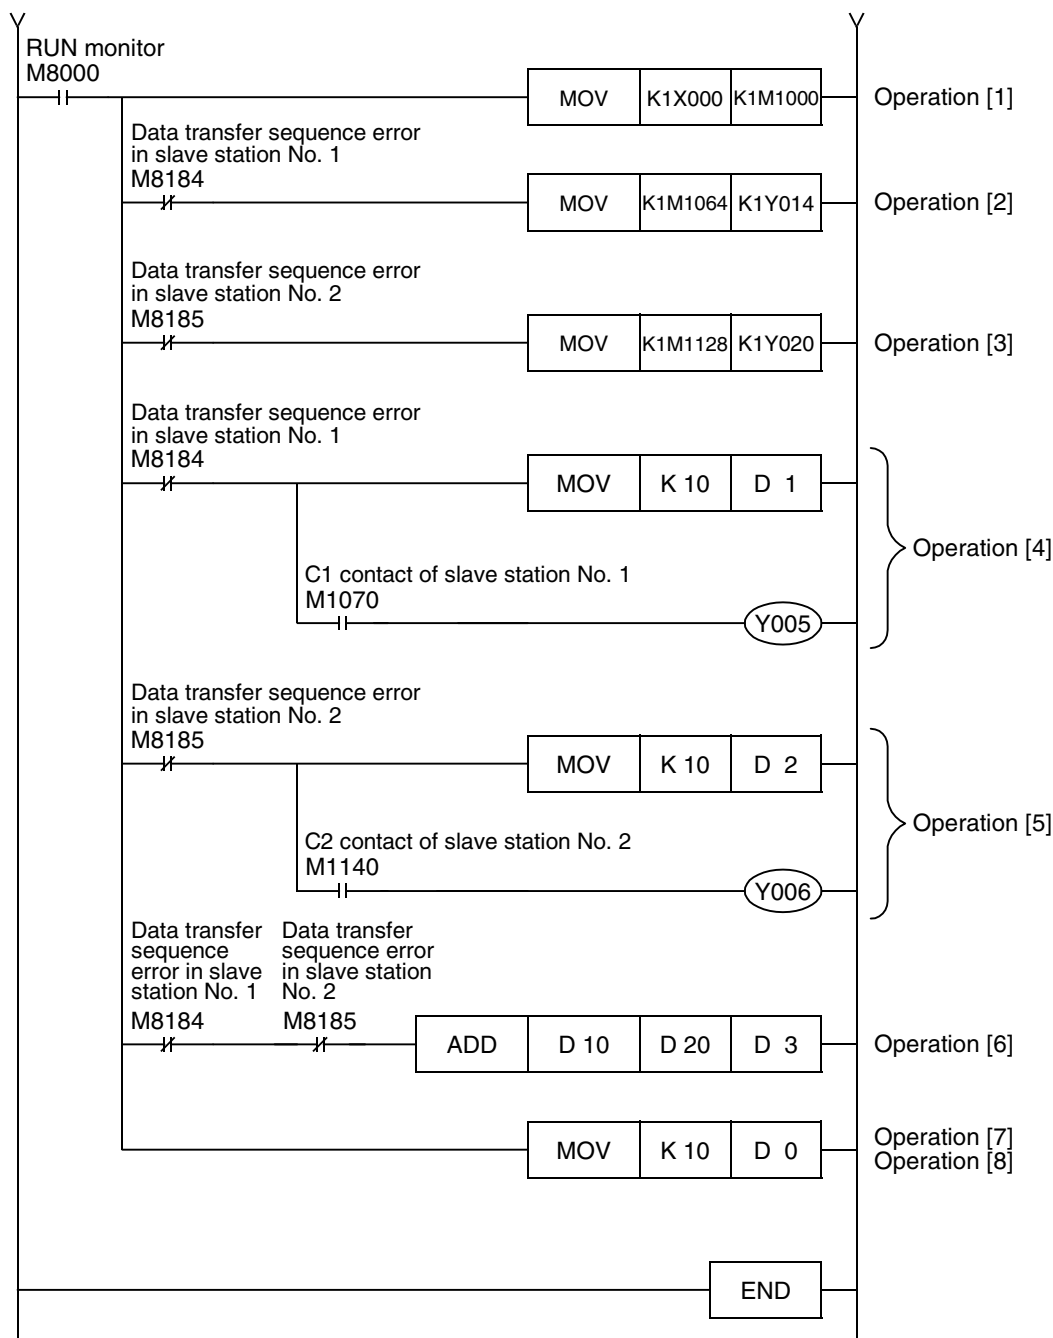 RUN monitor
M8000
MOV K1X000 K1M1000 Operation [1]
Data transfer sequence error
in slave station No. 1
M8184
MOV K1M1064 K1Y014 Operation [2]
Data transfer sequence error
in slave station No. 2
M8185
MOV K1M1128 K1Y020 Operation [3]
Data transfer sequence error
in slave station No. 1
M8184
MOV K 10 D 1
Operation [4]
C1 contact of slave station No. 1
M1070
Y005
Data transfer sequence error
in slave station No. 2
M8185
MOV K 10 D 2
Operation [5]
C2 contact of slave station No. 2
M1140
Y006
Data transfer
sequence
error in slave
station No. 1
M8184
Data transfer
sequence error
in slave station
No. 2
M8185
ADD D 10 D 20 D 3 Operation [6]
MOV K 10 D 0
Operation [7]
Operation [8]
END